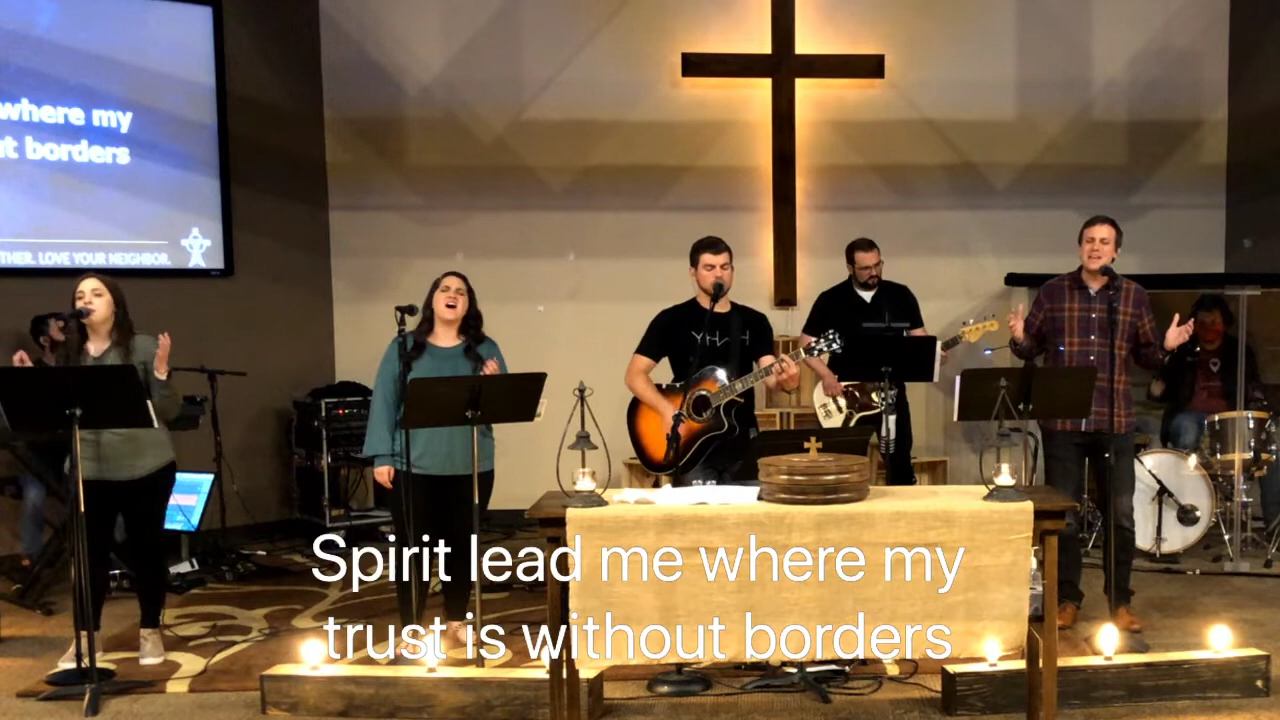 where my
borders
THER. LOVE YOUR NEIGHBOR.
YHWH
Spirit lead me where my
trust is without borders